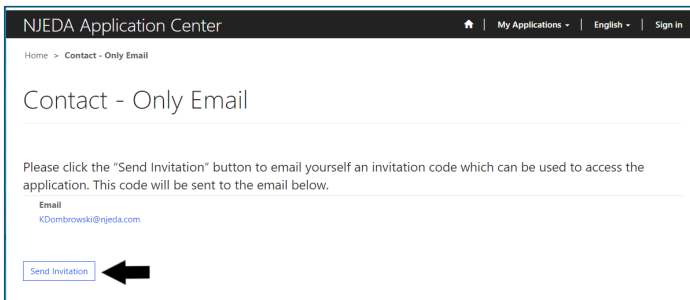 NJEDA Application Center
My Applications | English | Sign in
Home > Contact - Only Email
Contact - Only Email
Please click the “Send Invitation” button to email yourself an invitation code which can be used to access the
application. This code will be sent to the email below.
Email
KDombrowski@njeda.com
Send Invitation